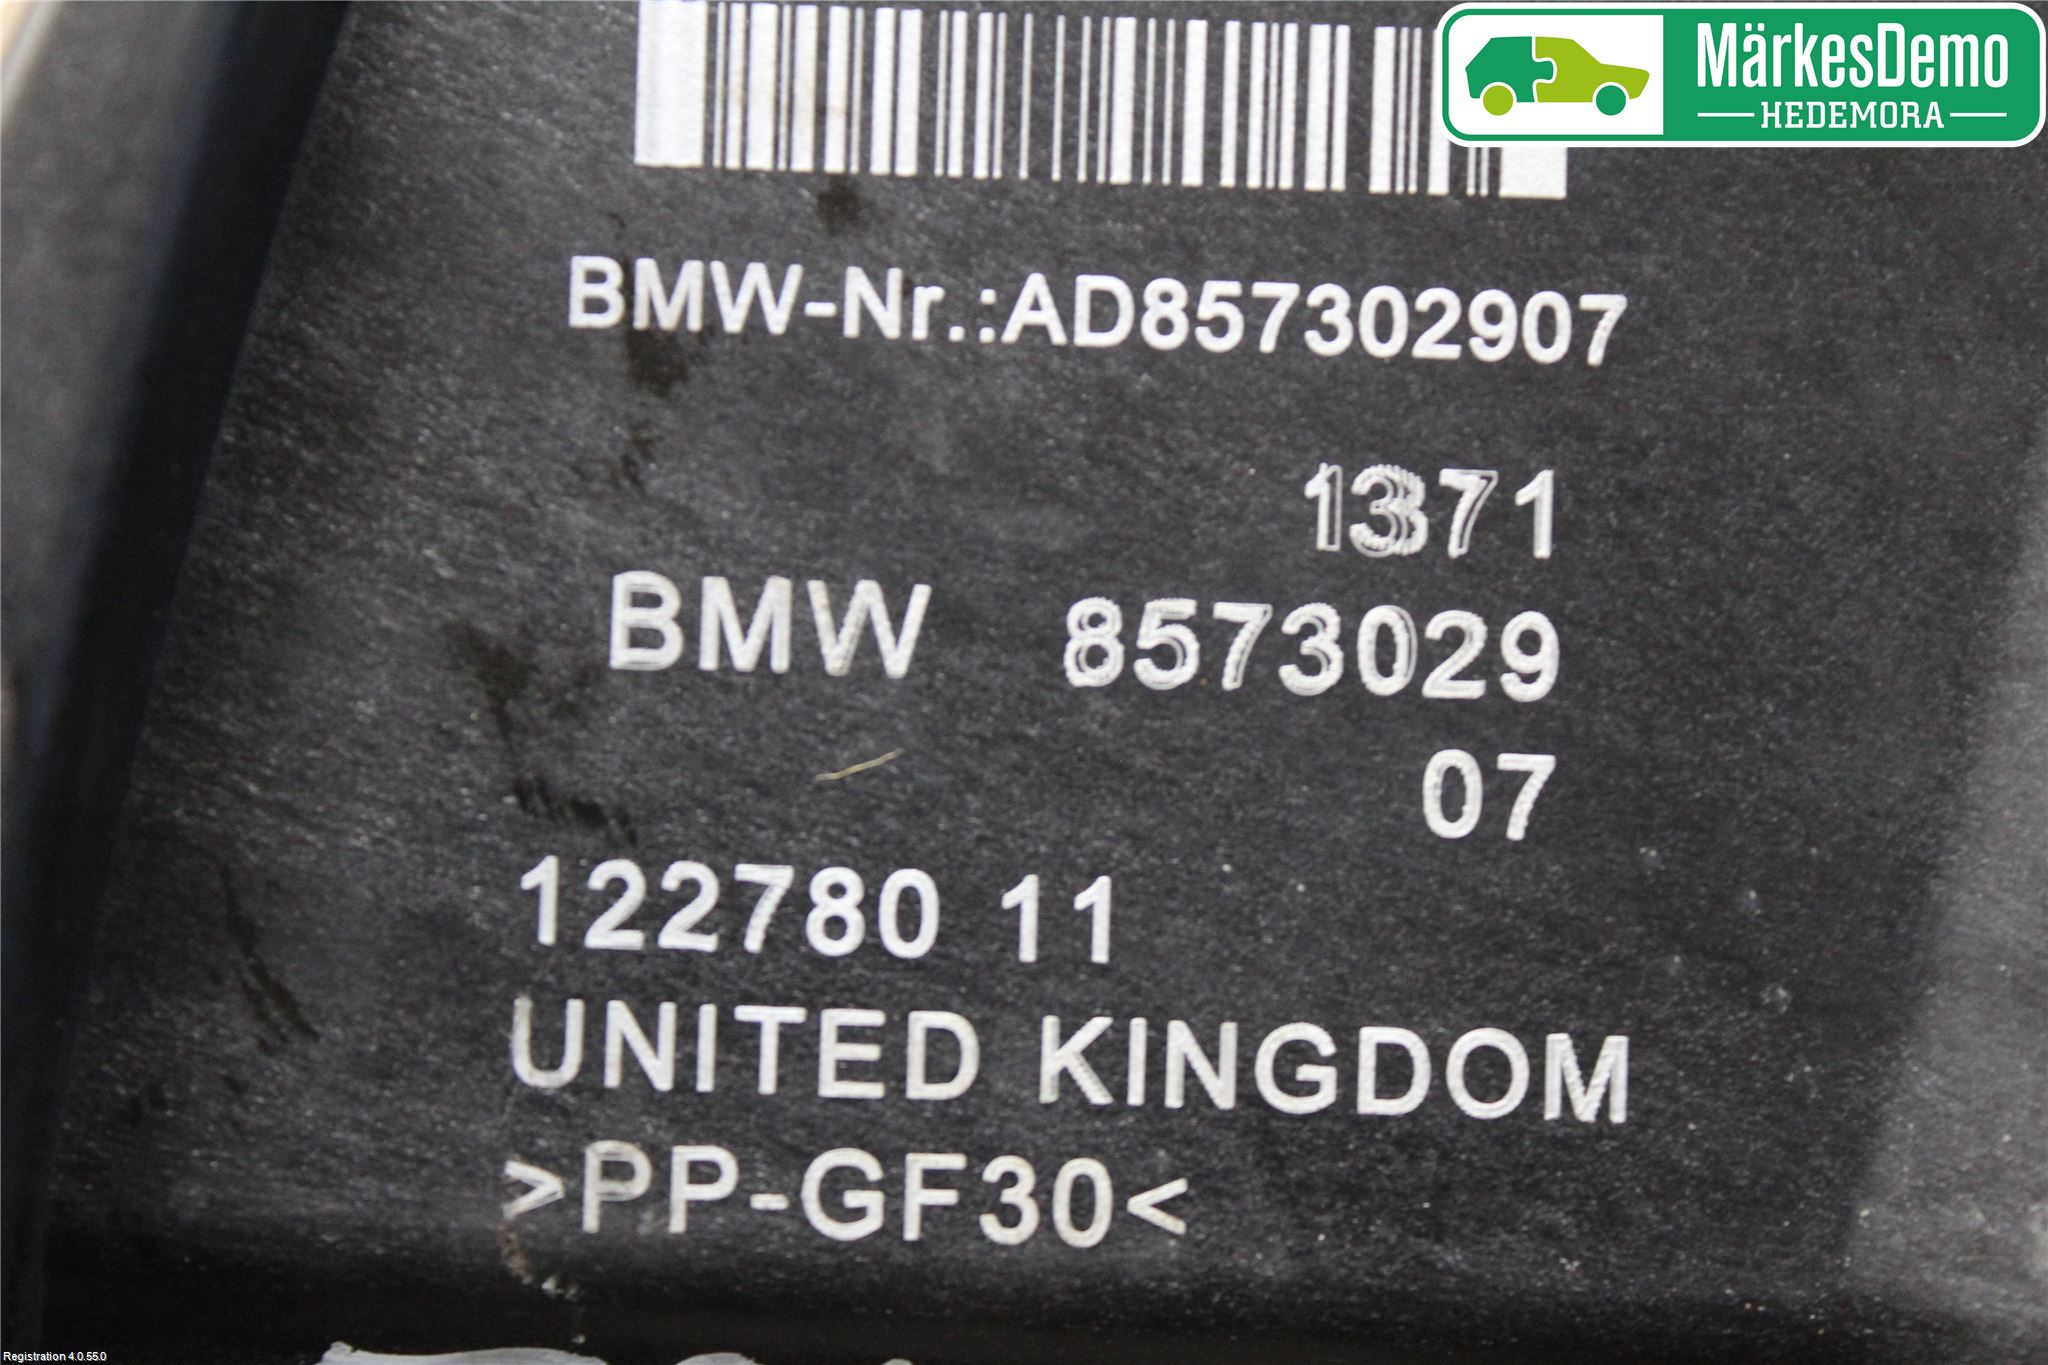 MärkesDemo
HEDEMORA
BMW-Nr.:AD857302907
1371
BMW 8573029
07
122780 11
UNITED KINGDOM
>PP-GF30<
Registration 4.0.55.0